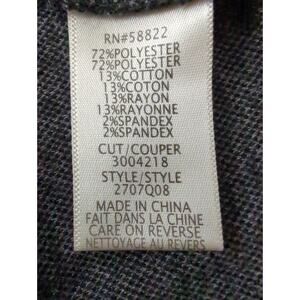 RN#58822
72%POLYESTER
72%POLYESTER
13%COTTON
13%COTON
13%RAYON
13%RAYONNE
2%SPANDEX
2%SPANDEX
CUT/COUPER
3004218
STYLE/STYLE
2707Q08
MADE IN CHINA
FAIT DANS LA CHINE
CARE ON REVERSE
NETTOYAGE AU REVERS